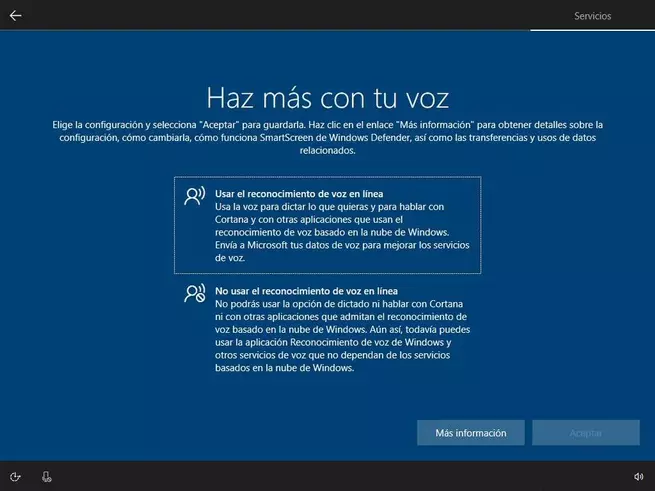 Servicios
Haz más con tu voz
Elige la configuración y selecciona "Aceptar" para guardarla. Haz clic en el enlace "Más información" para obtener detalles sobre la
configuración, cómo cambiarla, cómo funciona SmartScreen de Windows Defender, así como las transferencias y usos de datos
relacionados.
Usar el reconocimiento de voz en línea
Usa la voz para dictar lo que quieras y para hablar con
Cortana y con otras aplicaciones que usan el
reconocimiento de voz basado en la nube de Windows.
Envía a Microsoft tus datos de voz para mejorar los servicios
de voz.
No usar el reconocimiento de voz en línea
No podrás usar la opción de dictado ni hablar con Cortana
ni con otras aplicaciones que admitan el reconocimiento de
voz basado en la nube de Windows. Aún así, todavía puedes
usar la aplicación Reconocimiento de voz de Windows y
otros servicios de voz que no dependan de los servicios
basados en la nube de Windows.
Más información
Aceptar